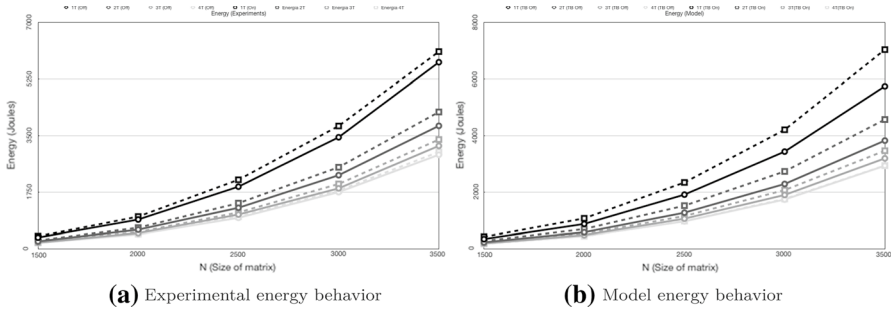 1T (Off) 2T (Off) 3T (Off) 4T (Off) 1T (On) Energia 2T Energia 3T Energia 4T
Energy (Experiments)
7000
5250
3500
1750
0
Energy (Joules)
1500 2000 2500 3000 3500
N (Size of matrix)
(a) Experimental energy behavior
1T (TB Off) 2T (TB Off) 3T (TB Off) 4T (TB Off) 1T (TB On) 2T (TB On) 3T(TB On) 4T(TB On)
Energy (Model)
8000
6000
4000
2000
0
Energy (Joules)
1500 2000 2500 3000 3500
N (Size of matrix)
(b) Model energy behavior